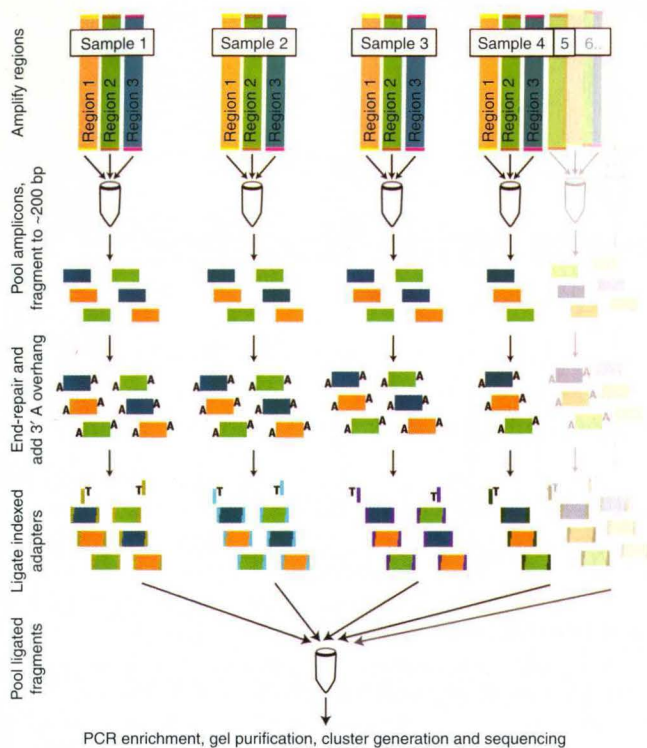 Amplify regions
Sample 1
Sample 2
Sample 3
Sample 4
5
6..
Region 1
Region 2
Region 3
Region 1
Region 2
Region 3
Region 1
Region 2
Region 3
Region 1
Region 2
Region 3
Pool amplicons,
fragment to ~200 bp
End-repair and
add 3′ A overhang
A A A A
A A A A
A A A A
A A A A
A A A A
A A A A
A A A A
A A A A
A A A A
A A
A A
A A
A A
A A
A A
Ligate indexed
adapters
T T
T T
T T
T
T
Pool ligated
fragments
PCR enrichment, gel purification, cluster generation and sequencing